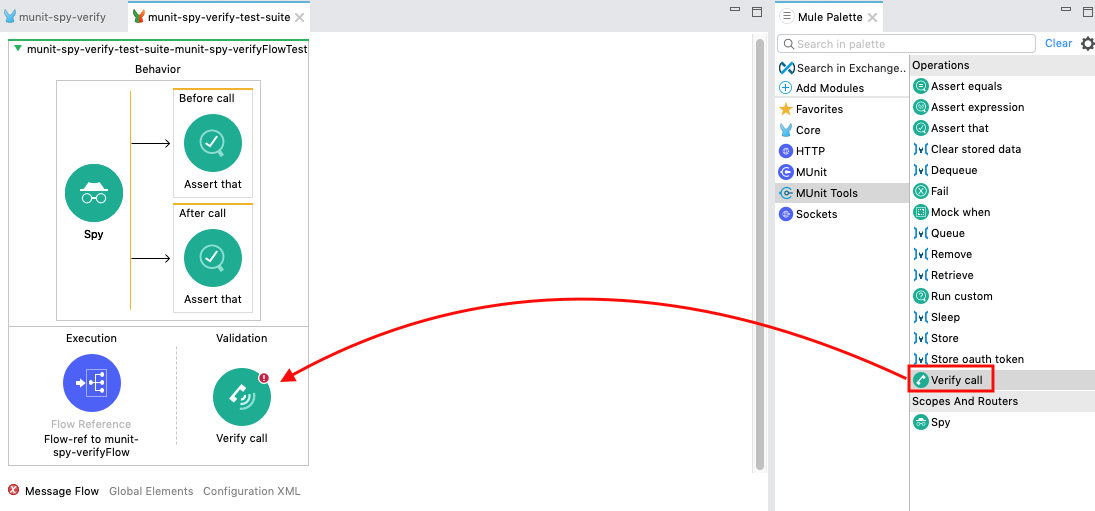 munit-spy-verify
munit-spy-verify-test-suite
munit-spy-verify-test-suite-munit-spy-verifyFlowTest
Behavior
Before call
Assert that
Spy
After call
Assert that
Execution
Flow Reference
Flow-ref to munit-
spy-verifyFlow
Validation
Verify call
Message Flow
Global Elements
Configuration XML
Mule Palette
Search in palette
Clear
Search in Exchange..
Add Modules
Favorites
Core
HTTP
MUnit
MUnit Tools
Sockets
Operations
Assert equals
Assert expression
Assert that
Clear stored data
Dequeue
Fail
Mock when
Queue
Remove
Retrieve
Run custom
Sleep
Store
Store oauth token
Verify call
Scopes And Routers
Spy